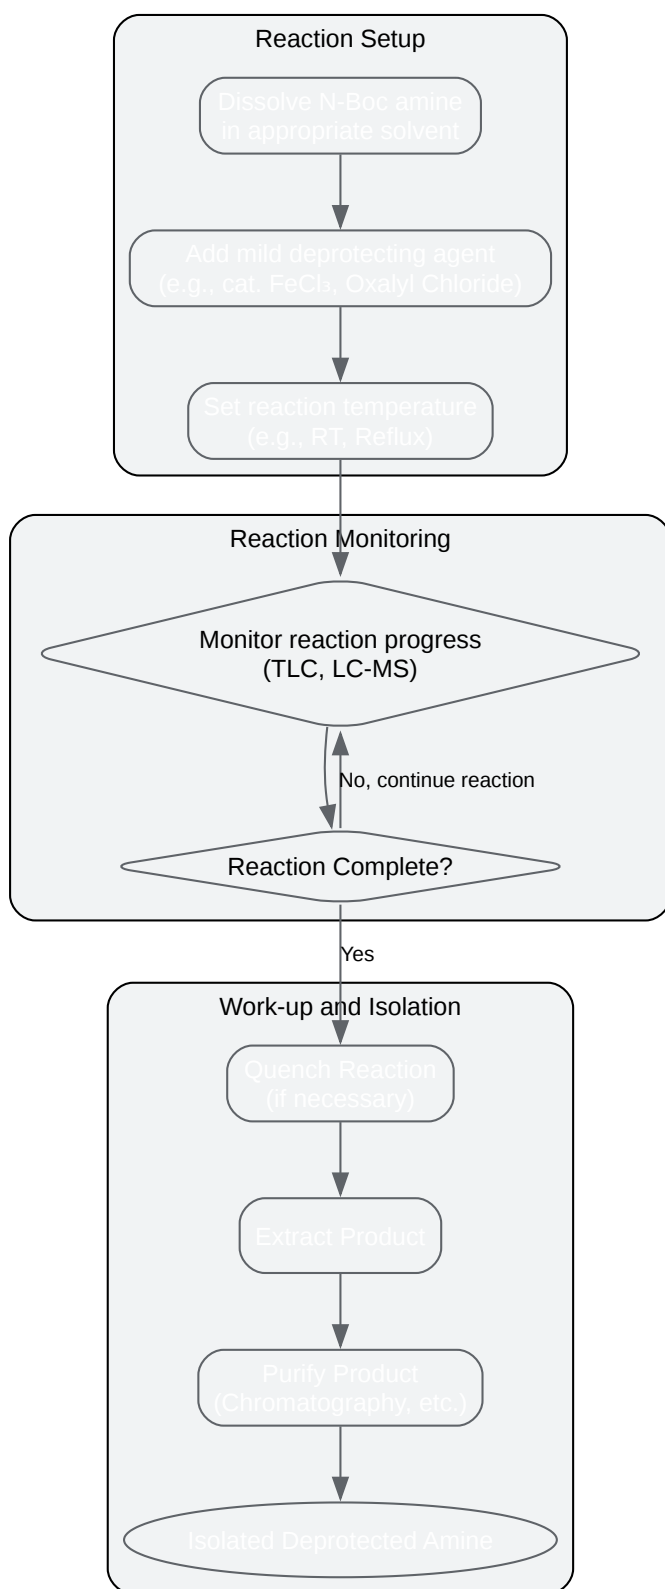 Reaction Setup
Dissolve N-Boc amine
in appropriate solvent
Add mild deprotecting agent
(e.g., cat. FeCl₃, Oxalyl Chloride)
Set reaction temperature
(e.g., RT, Reflux)
Reaction Monitoring
Monitor reaction progress
(TLC, LC-MS)
No, continue reaction
Reaction Complete?
Yes
Work-up and Isolation
Quench Reaction
(if necessary)
Extract Product
Purify Product
(Chromatography, etc.)
Isolated Deprotected Amine